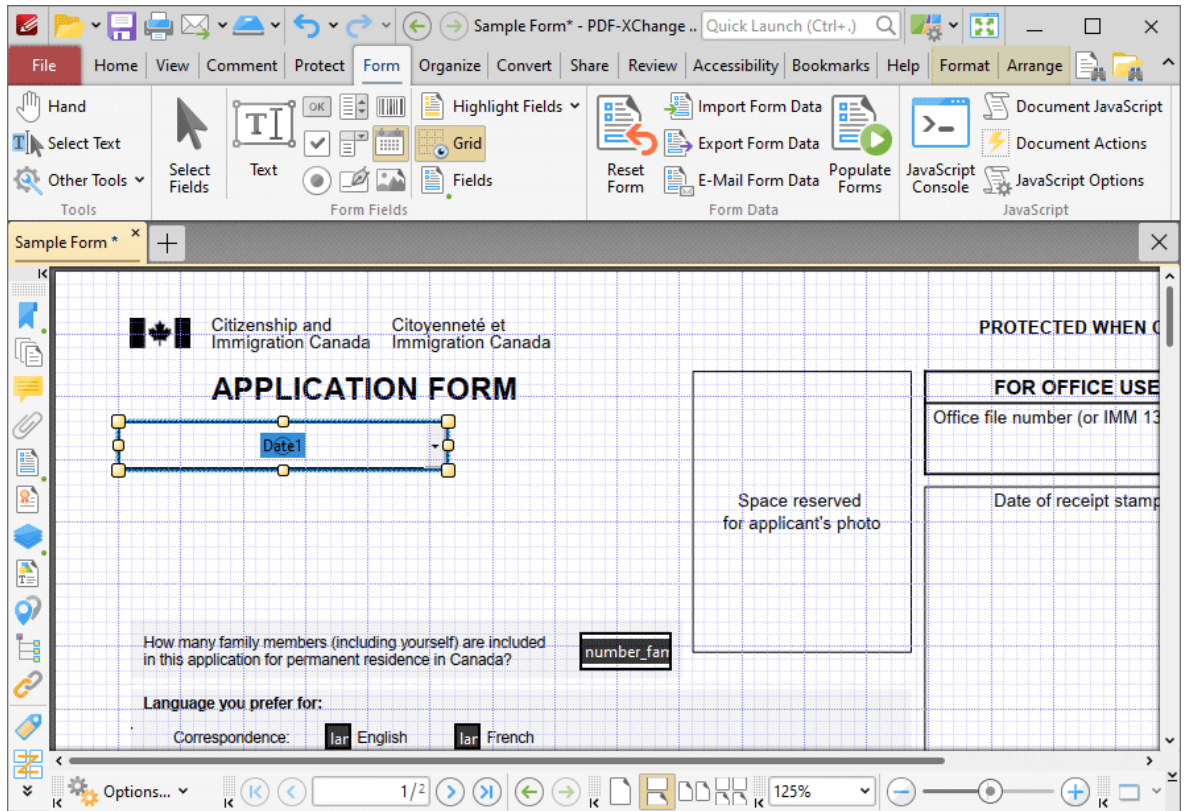 Sample Form* - PDF-XChange ..
Quick Launch (Ctrl+.)
File Home View Comment Protect Form Organize Convert Share Review Accessibility Bookmarks Help Format Arrange
Hand
Select Text
Other Tools
Tools
Select Fields
Text
OK
Highlight Fields
Grid
Fields
Form Fields
Reset Form
Import Form Data
Export Form Data
E-Mail Form Data
Populate Forms
Form Data
JavaScript Console
Document JavaScript
Document Actions
JavaScript Options
JavaScript
Sample Form *
Citizenship and
Immigration Canada
Citoyenneté et
Immigration Canada
PROTECTED WHEN
APPLICATION FORM
FOR OFFICE USE
Office file number (or IMM 13
Date1
Space reserved
for applicant's photo
Date of receipt stamp
How many family members (including yourself) are included
in this application for permanent residence in Canada?
number_fam
Language you prefer for:
Correspondence: lar English lar French
Options...
1/2
125%